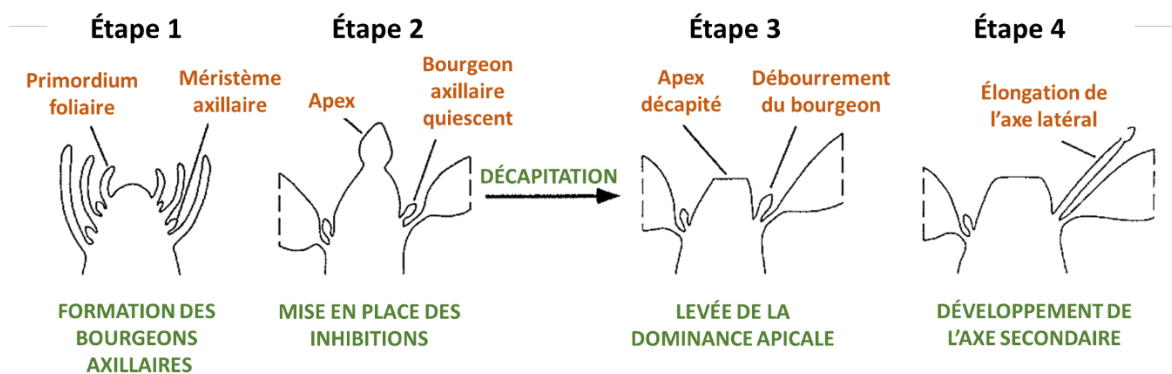 Étape 1
Étape 2
Étape 3
Étape 4
Primordium
foliaire
Méristème
axillaire
Apex
Bourgeon
axillaire
quiescent
DÉCAPITATION
Apex
décapité
Débourrement
du bourgeon
Élongation de
l'axe latéral
FORMATION DES
BOURGEONS
AXILLAIRES
MISE EN PLACE DES
INHIBITIONS
LEVÉE DE LA
DOMINANCE APICALE
DÉVELOPPEMENT DE
L'AXE SECONDAIRE